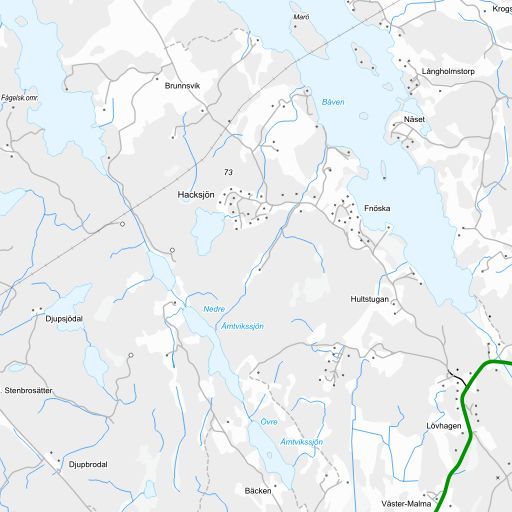 Marö
Krogs
Långholmstorp
Brunnsvik
Fågelsk.omr.
Båven
Näset
73
Hacksjön
Fnöska
Hultstugan
Nedre
Djupsjödal
Åmtvikssjön
. Stenbrosätter
Övre
Lövhagen
Åmtvikssjön
Djupbrodal
Bäcken
Väster-Malma